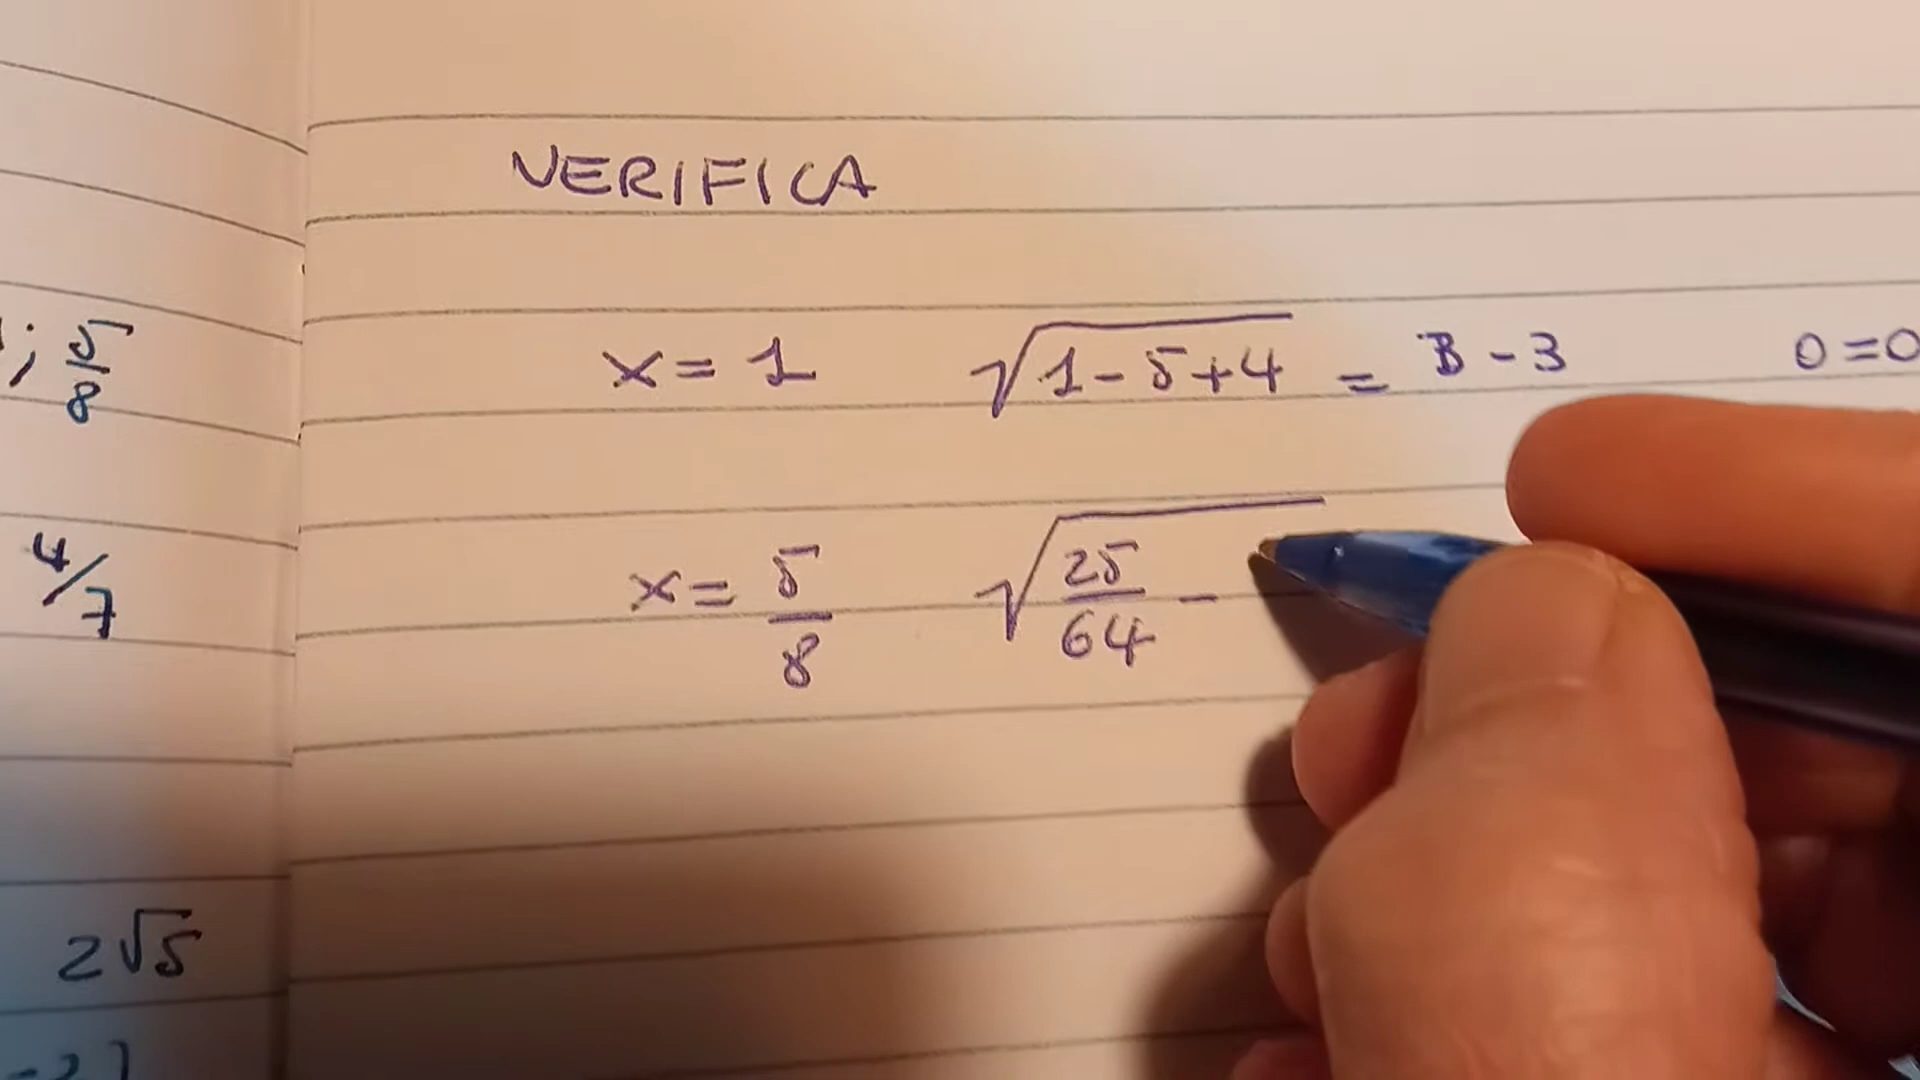 VERIFICA
; 5/8
x = 1 √(1 - 5 + 4) = 3 - 3 0 = 0
4/7
x = 5/8 √(25/64 -
2√5